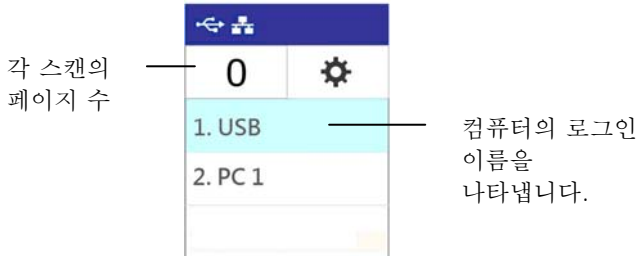 각 스캔의
페이지 수
0
1. USB
2. PC 1
컴퓨터의 로그인
이름을
나타냅니다.